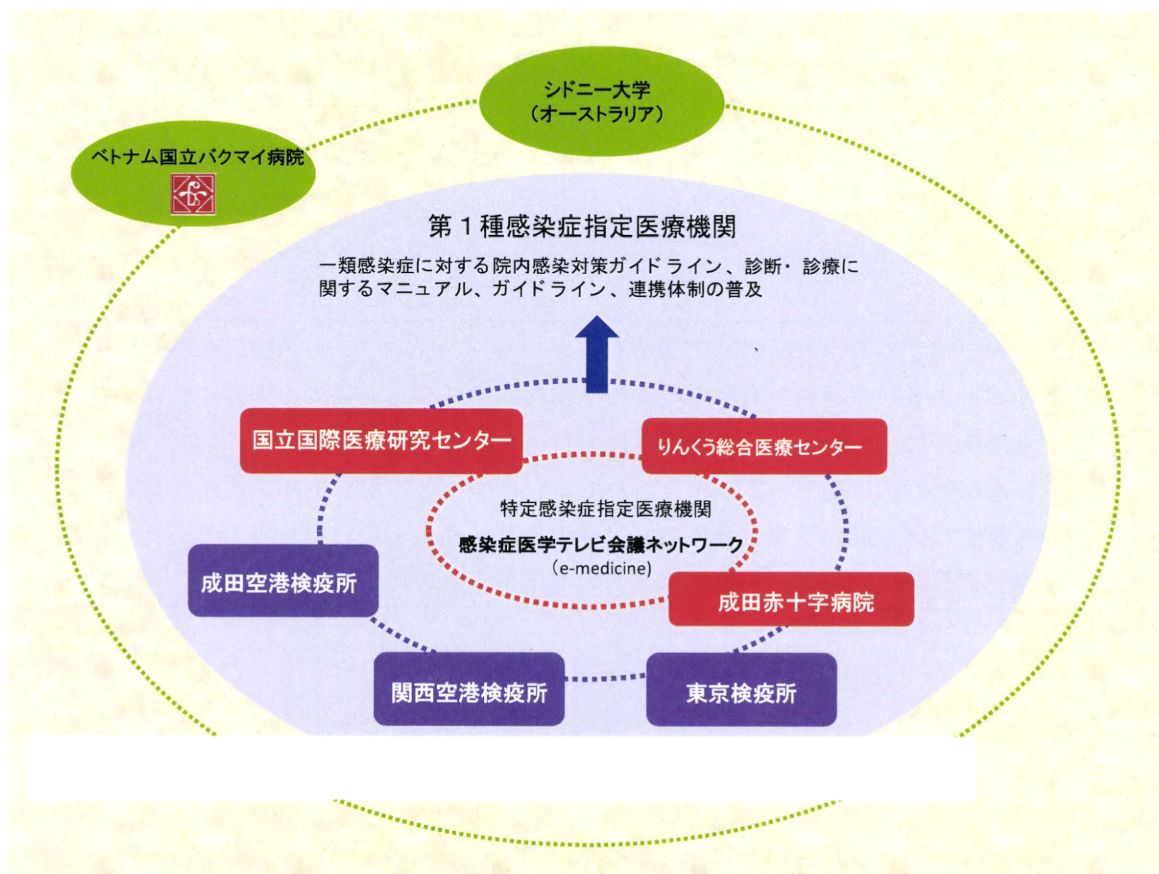 シドニー大学
（オーストラリア）
ベトナム国立バクマイ病院
第１種感染症指定医療機関
一類感染症に対する院内感染対策ガイドライン、診断・診療に
関するマニュアル、ガイドライン、連携体制の普及
国立国際医療研究センター
りんくう総合医療センター
特定感染症指定医療機関
感染症医学テレビ会議ネットワーク
（e-medicine)
成田空港検疫所
成田赤十字病院
関西空港検疫所
東京検疫所